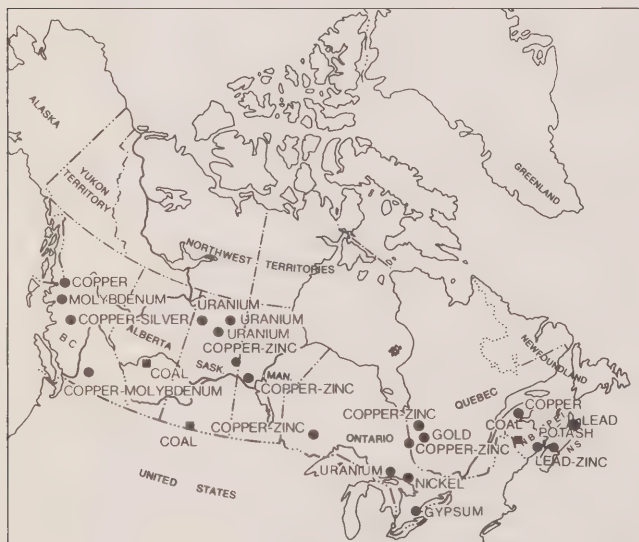 ALASKA
YUKON
TERRITORY
GREENLAND
NORTHWEST TERRITORIES
COPPER
MOLYBDENUM
COPPER-SILVER
B C
ALBERTA
URANIUM
URANIUM
URANIUM
COPPER-ZINC
COAL
SASK
MAN.
COPPER-ZINC
COPPER-MOLYBDENUM
COAL
COPPER-ZINC
ONTARIO
COPPER-ZINC
GOLD
COPPER-ZINC
QUEBEC
NEWFOUNDLAND
COPPER
COAL
LEAD
POTASH
N B
P E I
N S
LEAD-ZINC
URANIUM
NICKEL
GYPSUM
UNITED STATES